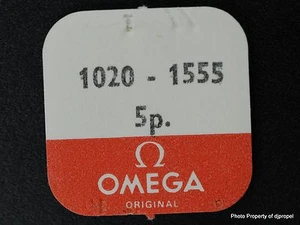 1020 - 1555
5p.
Ω
OMEGA
ORIGINAL
Photo Property of djpropel